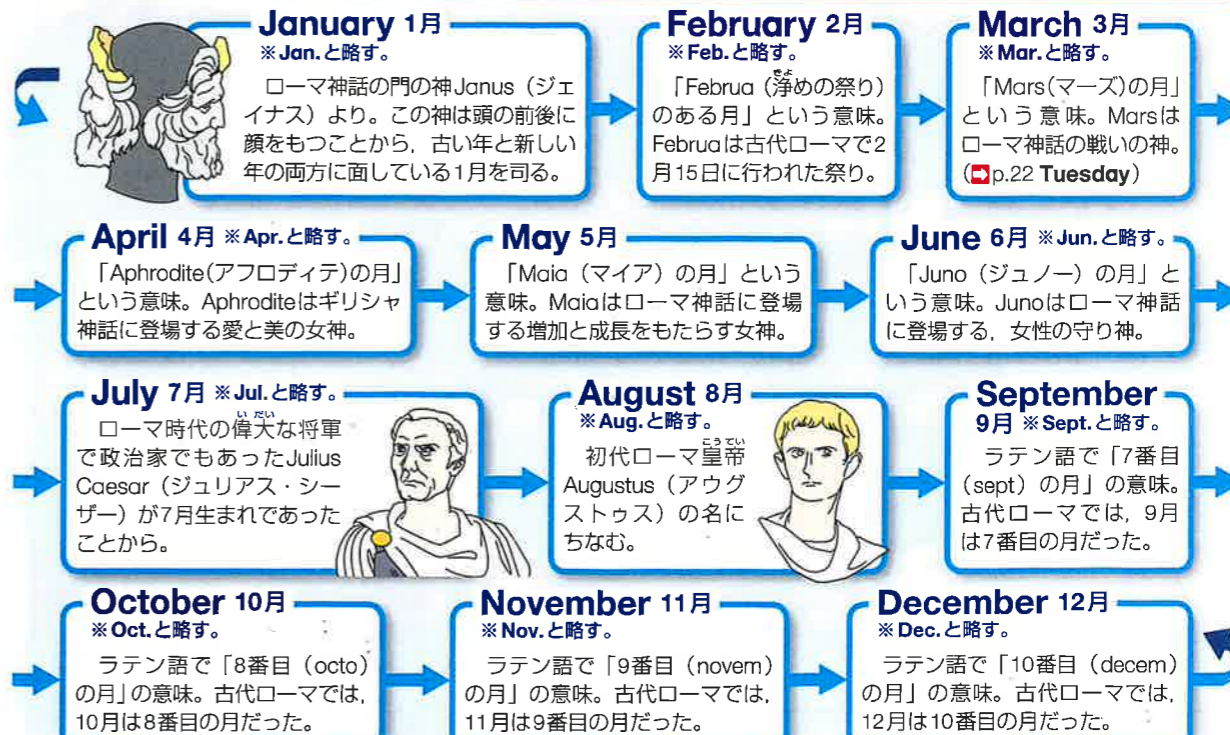 January 1月
※Jan.と略す。
ローマ神話の門の神Janus（ジェ
イナス）より。この神は頭の前後に
顔をもつことから，古い年と新しい
年の両方に面している1月を司る。
February 2月
※Feb.と略す。
「Februa（浄めの祭り）
のある月」という意味。
Februaは古代ローマで2
月15日に行われた祭り。
March 3月
※Mar.と略す。
「Mars(マーズ)の月」
という意味。Marsは
ローマ神話の戦いの神。
(➡p.22 Tuesday)
April 4月 ※Apr.と略す。
「Aphrodite(アフロディテ)の月」
という意味。Aphroditeはギリシャ
神話に登場する愛と美の女神。
May 5月
「Maia（マイア）の月」という
意味。Maiaはローマ神話に登場
する増加と成長をもたらす女神。
June 6月 ※Jun.と略す。
「Juno（ジュノー）の月」と
いう意味。Junoはローマ神話
に登場する，女性の守り神。
July 7月 ※Jul.と略す。
ローマ時代の偉大な将軍
で政治家でもあったJulius
Caesar（ジュリアス・シー
ザー）が7月生まれであった
ことから。
August 8月
※Aug.と略す。
初代ローマ皇帝
Augustus（アウグ
ストゥス）の名に
ちなむ。
September
9月 ※Sept.と略す。
ラテン語で「7番目
（sept）の月」の意味。
古代ローマでは，9月
は7番目の月だった。
October 10月
※Oct.と略す。
ラテン語で「8番目（octo）
の月」の意味。古代ローマでは，
10月は8番目の月だった。
November 11月
※Nov.と略す。
ラテン語で「9番目（novem）
の月」の意味。古代ローマでは，
11月は9番目の月だった。
December 12月
※Dec.と略す。
ラテン語で「10番目（decem）
の月」の意味。古代ローマでは，
12月は10番目の月だった。